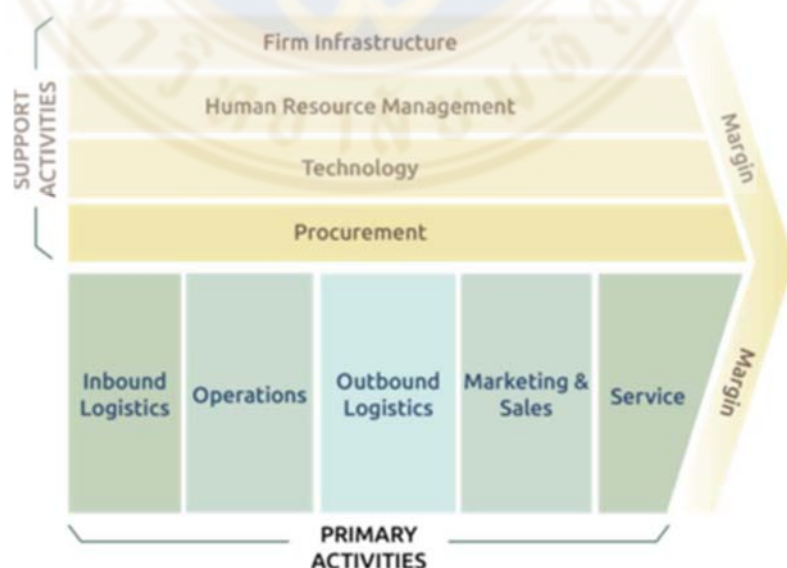 Firm Infrastructure
Human Resource Management
Technology
Procurement
SUPPORT
ACTIVITIES
Margin
Inbound
Logistics
Operations
Outbound
Logistics
Marketing &
Sales
Service
Margin
PRIMARY
ACTIVITIES